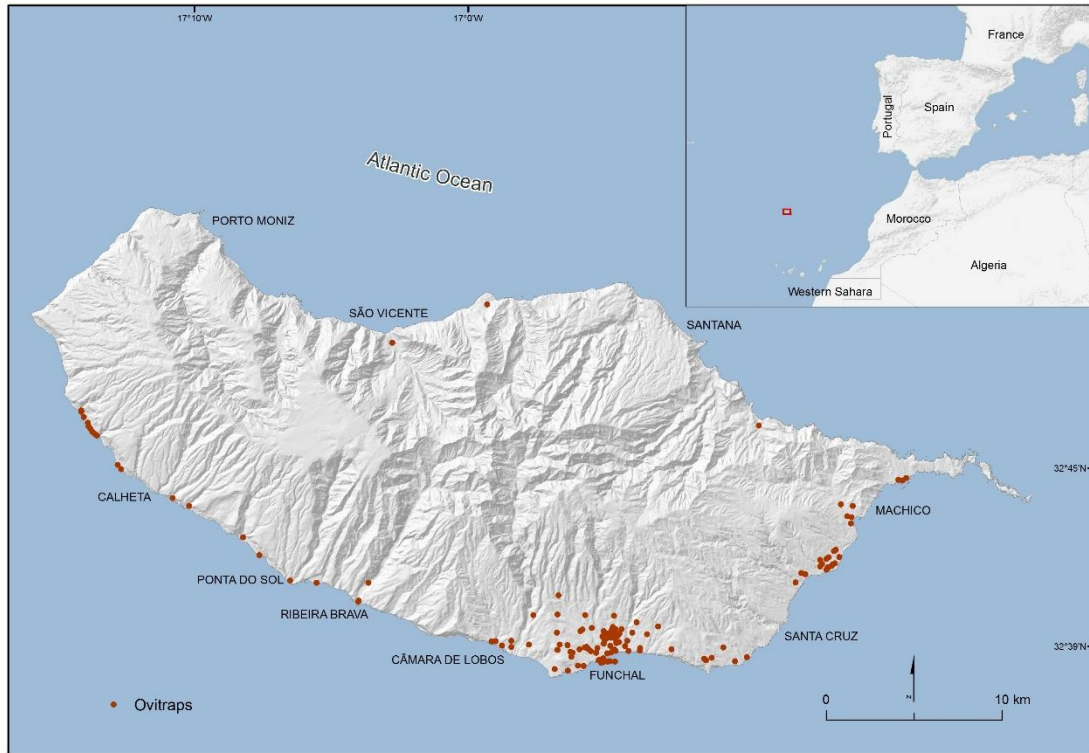 17°10'W
17°0'W
France
Portugal
Spain
Atlantic Ocean
Morocco
Algeria
Western Sahara
PORTO MONIZ
SÃO VICENTE
SANTANA
32°45'N
CALHETA
MACHICO
PONTA DO SOL
RIBEIRA BRAVA
SANTA CRUZ
CÂMARA DE LOBOS
32°39'N
FUNCHAL
Ovitraps
N
0 10 km